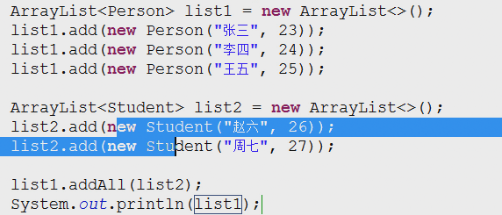 ArrayList<Person> list1 = new ArrayList<>();
list1.add(new Person("张三", 23));
list1.add(new Person("李四", 24));
list1.add(new Person("王五", 25));
ArrayList<Student> list2 = new ArrayList<>();
list2.add(new Student("赵六", 26));
list2.add(new Student("周七", 27));
list1.addAll(list2);
System.out.println(list1);